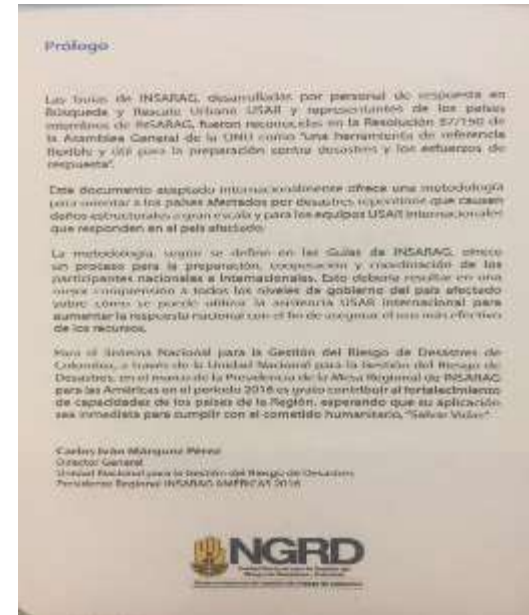 Prólogo
Las Guías de INSARAG, desarrolladas por personal de respuesta en
Búsqueda y Rescate Urbano USAR y representantes de los países
miembros de INSARAG, fueron reconocidas en la Resolución 57/150 de
la Asamblea General de la ONU como "una herramienta de referencia
flexible y útil para la preparación contra desastres y los esfuerzos de
respuesta".
Este documento aceptado internacionalmente ofrece una metodología
para orientar a los países afectados por desastres repentinos que causen
daños estructurales a gran escala y para los equipos USAR internacionales
que responden en el país afectado.
La metodología, según se define en las Guías de INSARAG, ofrece
un proceso para la preparación, cooperación y coordinación de los
participantes nacionales e internacionales. Esto debería resultar en una
mejor comprensión a todos los niveles de gobierno del país afectado
sobre cómo se puede utilizar la asistencia USAR internacional para
aumentar la respuesta nacional con el fin de asegurar el uso más efectivo
de los recursos.
Para el Sistema Nacional para la Gestión del Riesgo de Desastres de
Colombia, a través de la Unidad Nacional para la Gestión del Riesgo de
Desastres, en el marco de la Presidencia de la Mesa Regional de INSARAG
para las Américas en el período 2016 es grato contribuir al fortalecimiento
de capacidades de los países de la Región, esperando que su aplicación
sea inmediata para cumplir con el cometido humanitario, "Salvar Vidas".
Carlos Iván Márquez Pérez
Director General
Unidad Nacional para la Gestión del Riesgo de Desastres
Presidente Regional INSARAG AMÉRICAS 2016
NGRD